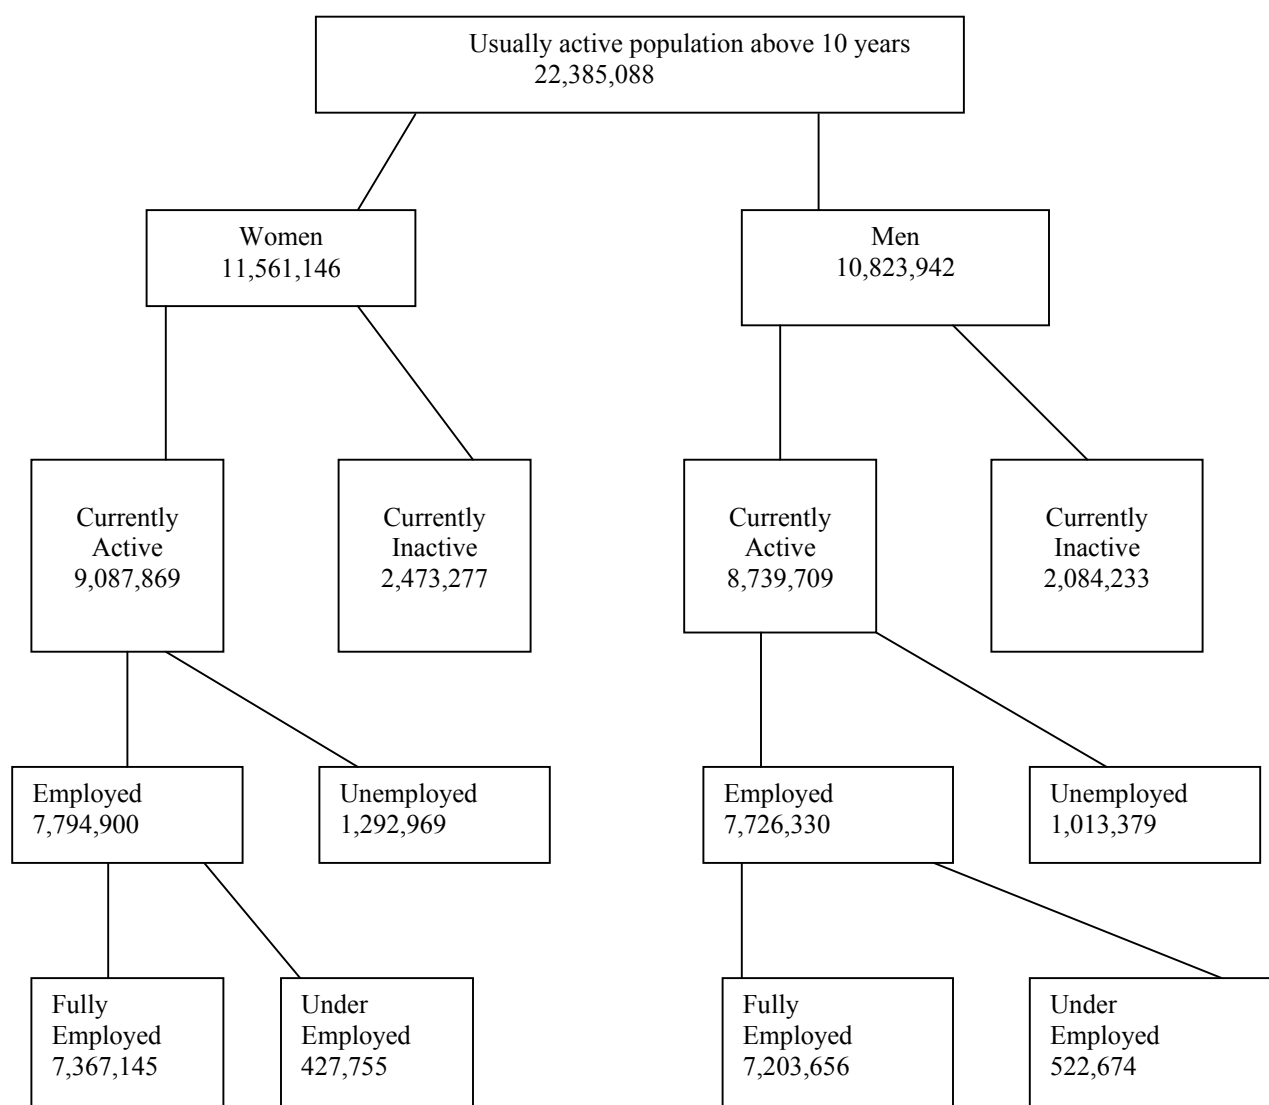 Usually active population above 10 years
22,385,088
Women
11,561,146
Men
10,823,942
Currently
Active
9,087,869
Currently
Inactive
2,473,277
Currently
Active
8,739,709
Currently
Inactive
2,084,233
Employed
7,794,900
Unemployed
1,292,969
Employed
7,726,330
Unemployed
1,013,379
Fully
Employed
7,367,145
Under
Employed
427,755
Fully
Employed
7,203,656
Under
Employed
522,674